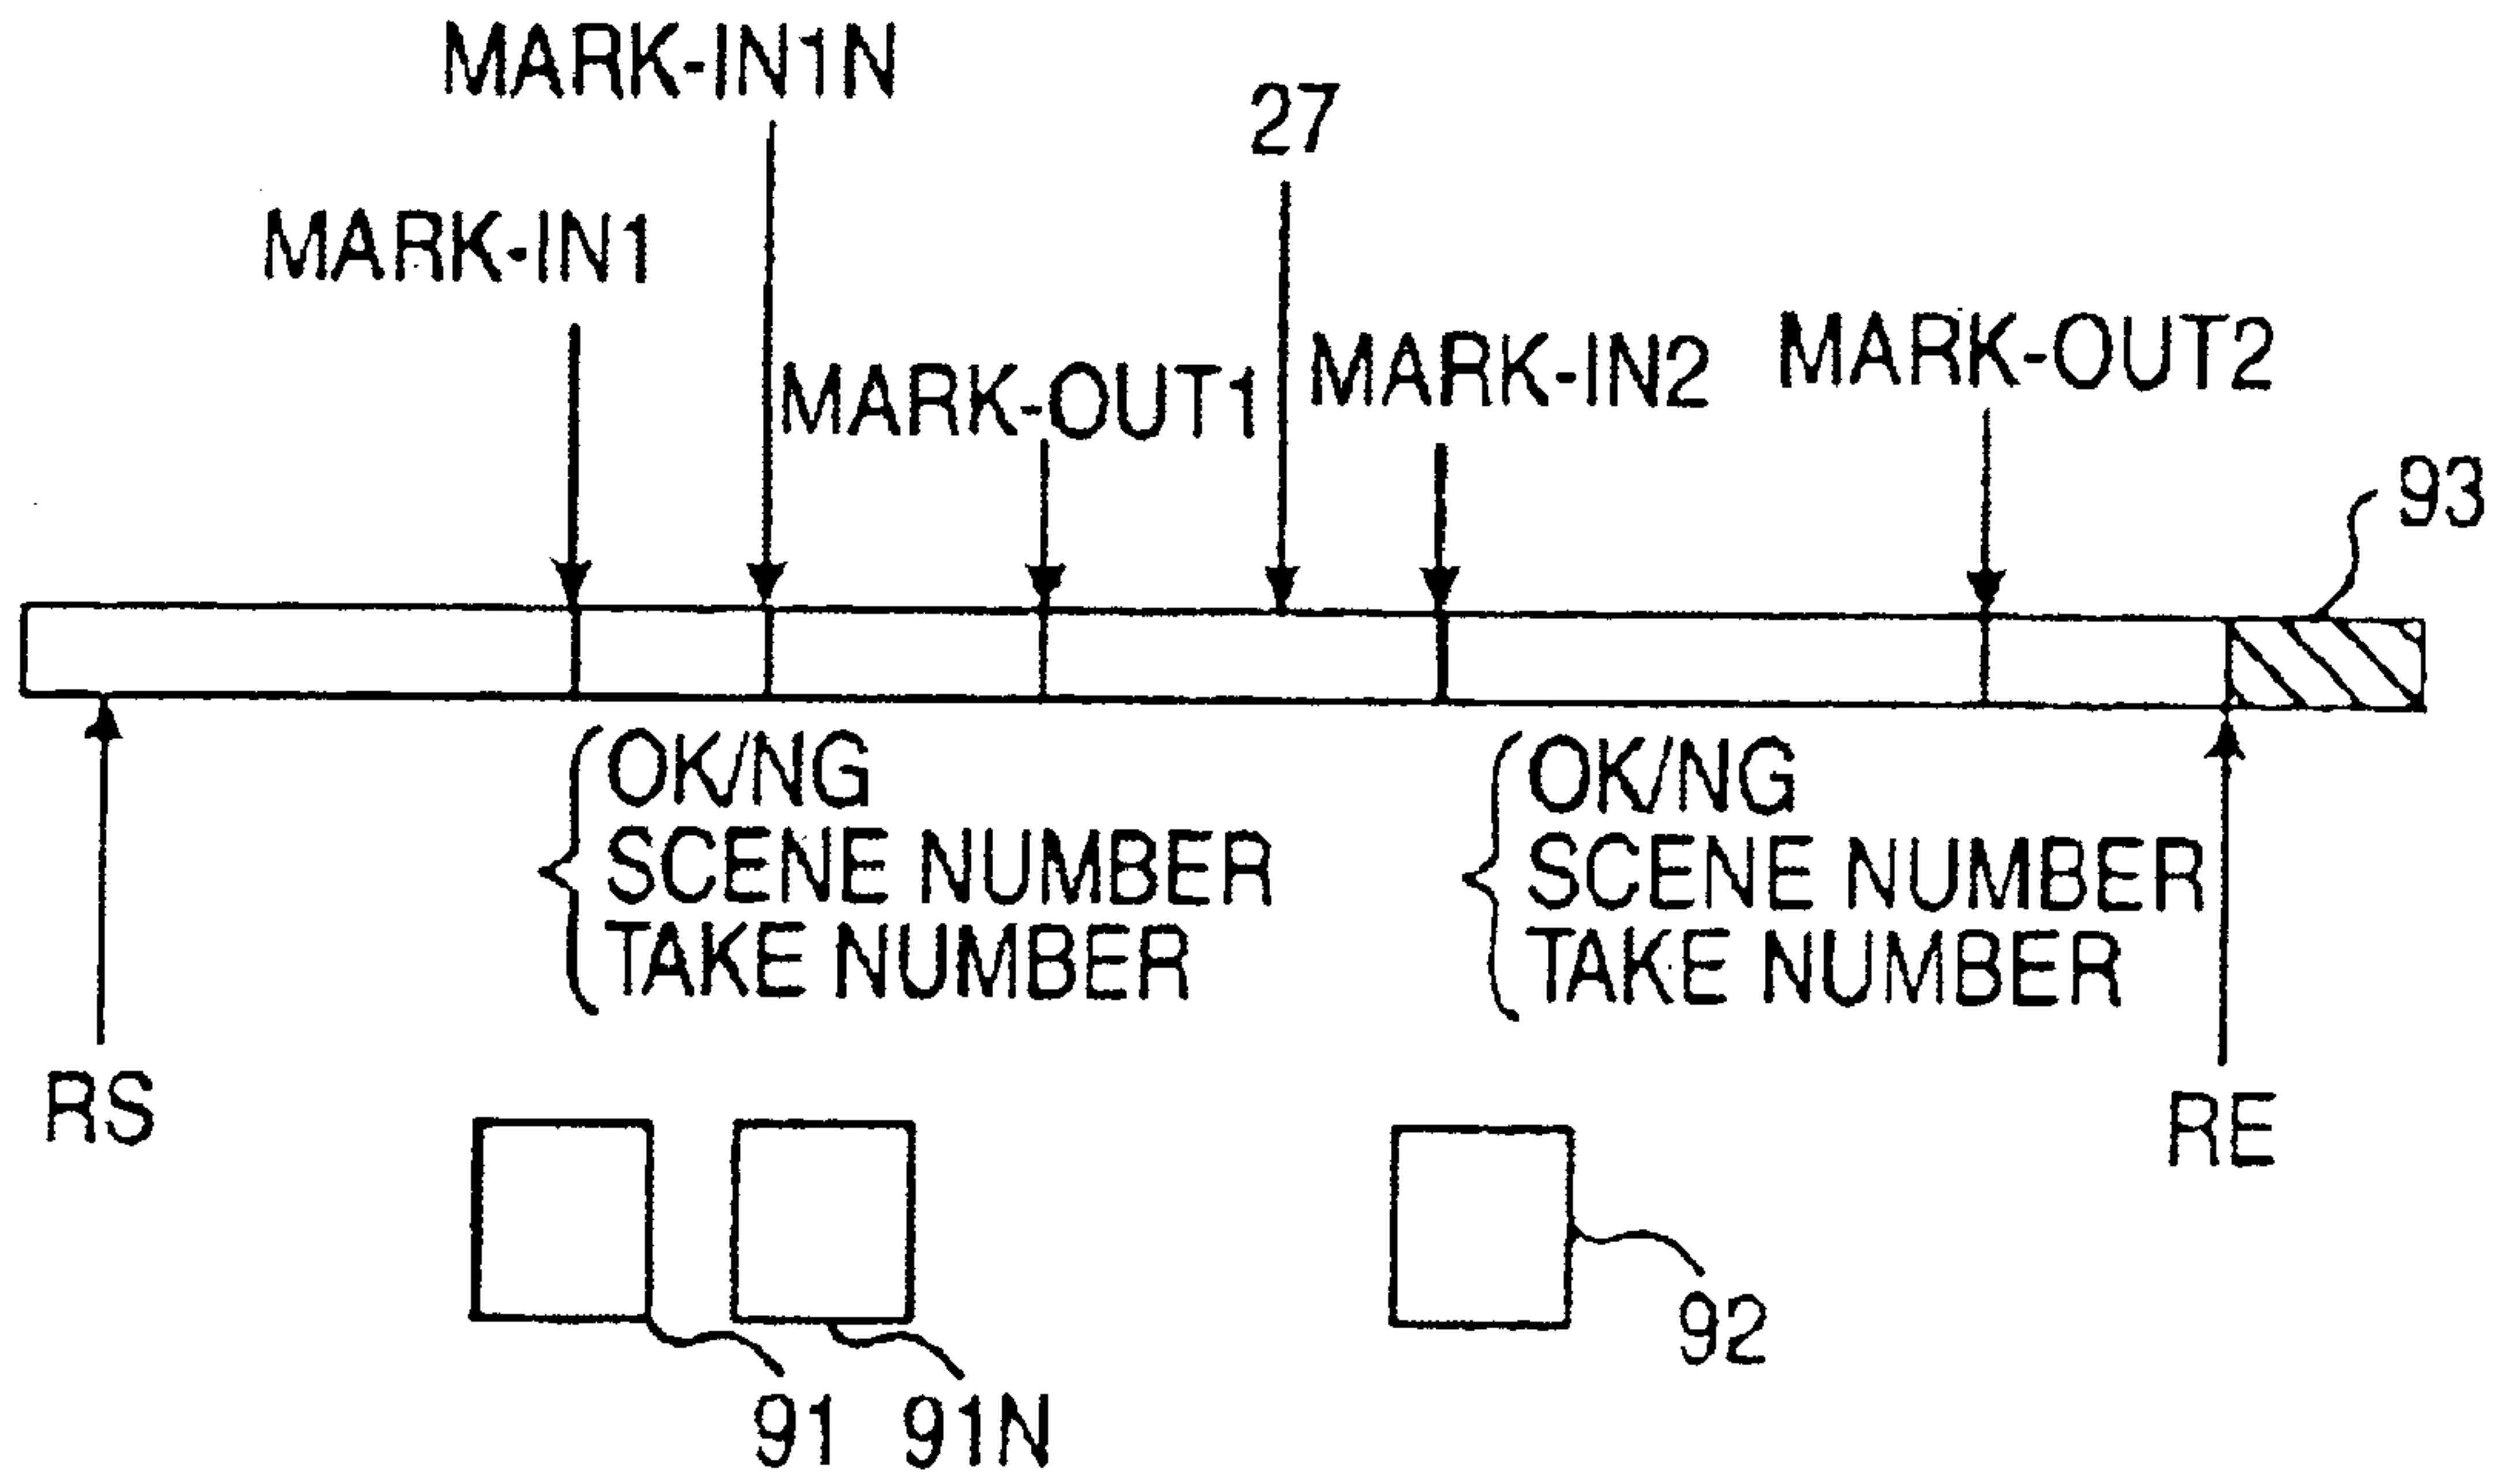 MARK-IN1N
27
MARK-IN1
MARK-OUT1
MARK-IN2
MARK-OUT2
93
OK/NG
SCENE NUMBER
TAKE NUMBER
OK/NG
SCENE NUMBER
TAKE NUMBER
RS
RE
91
91N
92